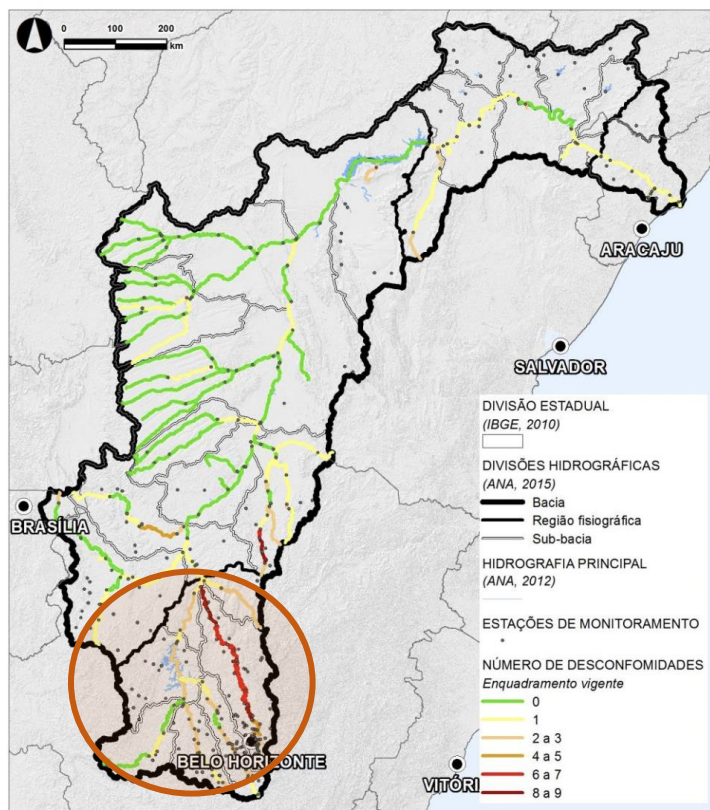 0 100 200
km
ARACAJU
SALVADOR
BRASÍLIA
BELO HORIZONTE
VITÓRI
DIVISÃO ESTADUAL
(IBGE, 2010)
DIVISÕES HIDROGRÁFICAS
(ANA, 2015)
Bacia
Região fisiográfica
Sub-bacia
HIDROGRAFIA PRINCIPAL
(ANA, 2012)
ESTAÇÕES DE MONITORAMENTO
NÚMERO DE DESCONFOMIDADES
Enquadramento vigente
0
1
2 a 3
4 a 5
6 a 7
8 a 9